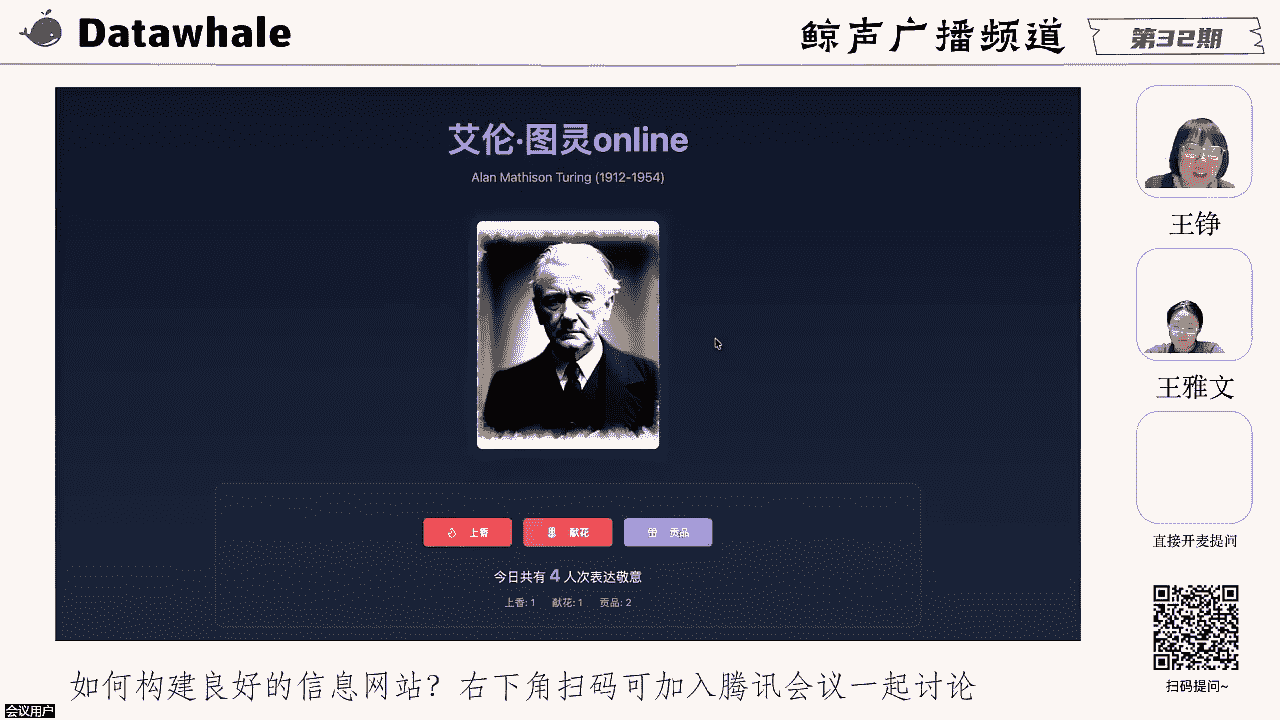 Datawhale
鲸声广播频道
第32期
艾伦·图灵online
Alan Mathison Turing (1912-1954)
上香
献花
贡品
今日共有 4 人次表达敬意
上香: 1 献花: 1 贡品: 2
王铮
王雅文
直接开麦提问
扫码提问~
如何构建良好的信息网站？右下角扫码可加入腾讯会议一起讨论
会议用户